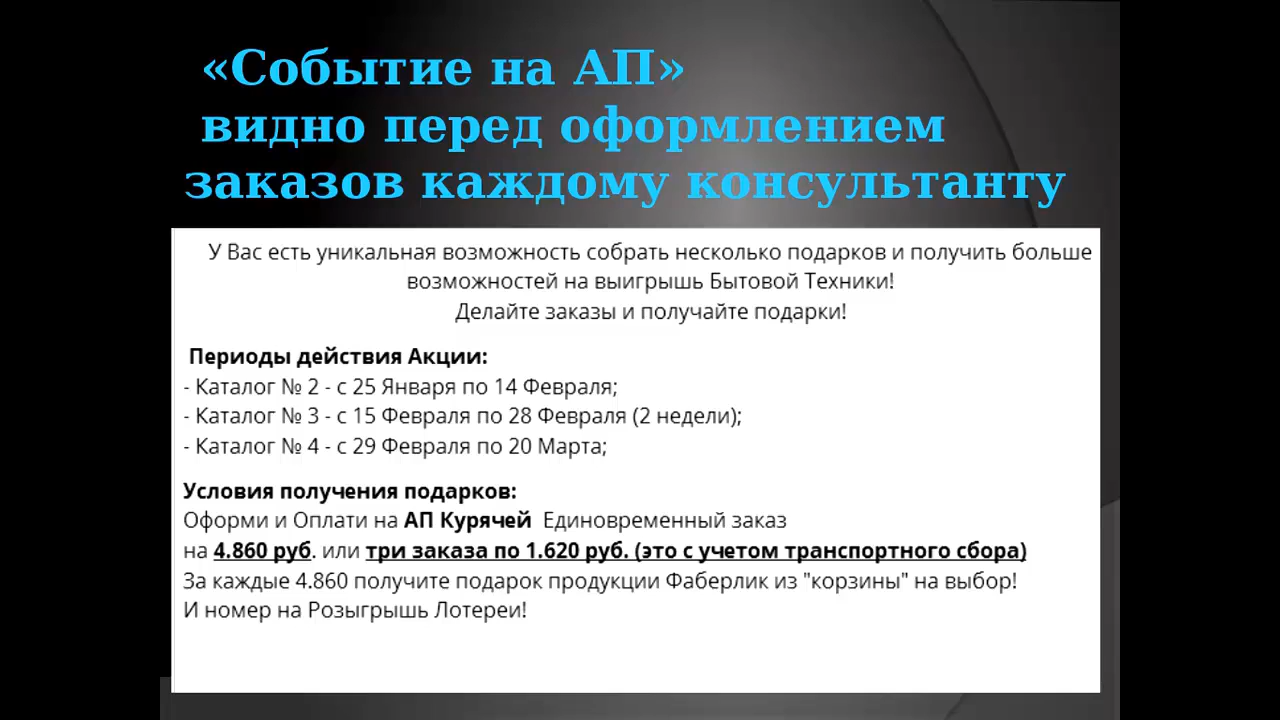 «Событие на АП»
видно перед оформлением
заказов каждому консультанту
У Вас есть уникальная возможность собрать несколько подарков и получить больше
возможностей на выигрышь Бытовой Техники!
Делайте заказы и получайте подарки!
Периоды действия Акции:
- Каталог № 2 - с 25 Января по 14 Февраля;
- Каталог № 3 - с 15 Февраля по 28 Февраля (2 недели);
- Каталог № 4 - с 29 Февраля по 20 Марта;
Условия получения подарков:
Оформи и Оплати на АП Курячей Единовременный заказ
на 4.860 руб. или три заказа по 1.620 руб. (это с учетом транспортного сбора)
За каждые 4.860 получите подарок продукции Фаберлик из "корзины" на выбор!
И номер на Розыгрышь Лотереи!